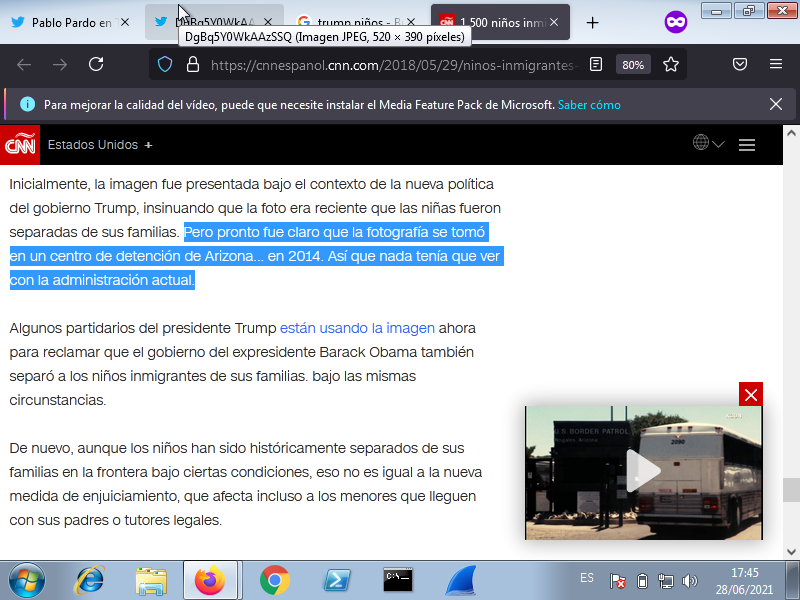 Pablo Pardo en
DgBq5Y0WkAA
trump niños - B
1.500 niños inmi
DgBq5Y0WkAAzSSQ (Imagen JPEG, 520 × 390 píxeles)
https://cnnespanol.cnn.com/2018/05/29/ninos-inmigrantes-
80%
Para mejorar la calidad del vídeo, puede que necesite instalar el Media Feature Pack de Microsoft. Saber cómo
CNN Estados Unidos +
Inicialmente, la imagen fue presentada bajo el contexto de la nueva política
del gobierno Trump, insinuando que la foto era reciente que las niñas fueron
separadas de sus familias. Pero pronto fue claro que la fotografía se tomó
en un centro de detención de Arizona... en 2014. Así que nada tenía que ver
con la administración actual.
Algunos partidarios del presidente Trump están usando la imagen ahora
para reclamar que el gobierno del expresidente Barack Obama también
separó a los niños inmigrantes de sus familias. bajo las mismas
circunstancias.
De nuevo, aunque los niños han sido históricamente separados de sus
familias en la frontera bajo ciertas condiciones, eso no es igual a la nueva
medida de enjuiciamiento, que afecta incluso a los menores que lleguen
con sus padres o tutores legales.
U S. BORDER PATROL
Nogales, Arizona
2090
C:\_
ES
17:45
28/06/2021